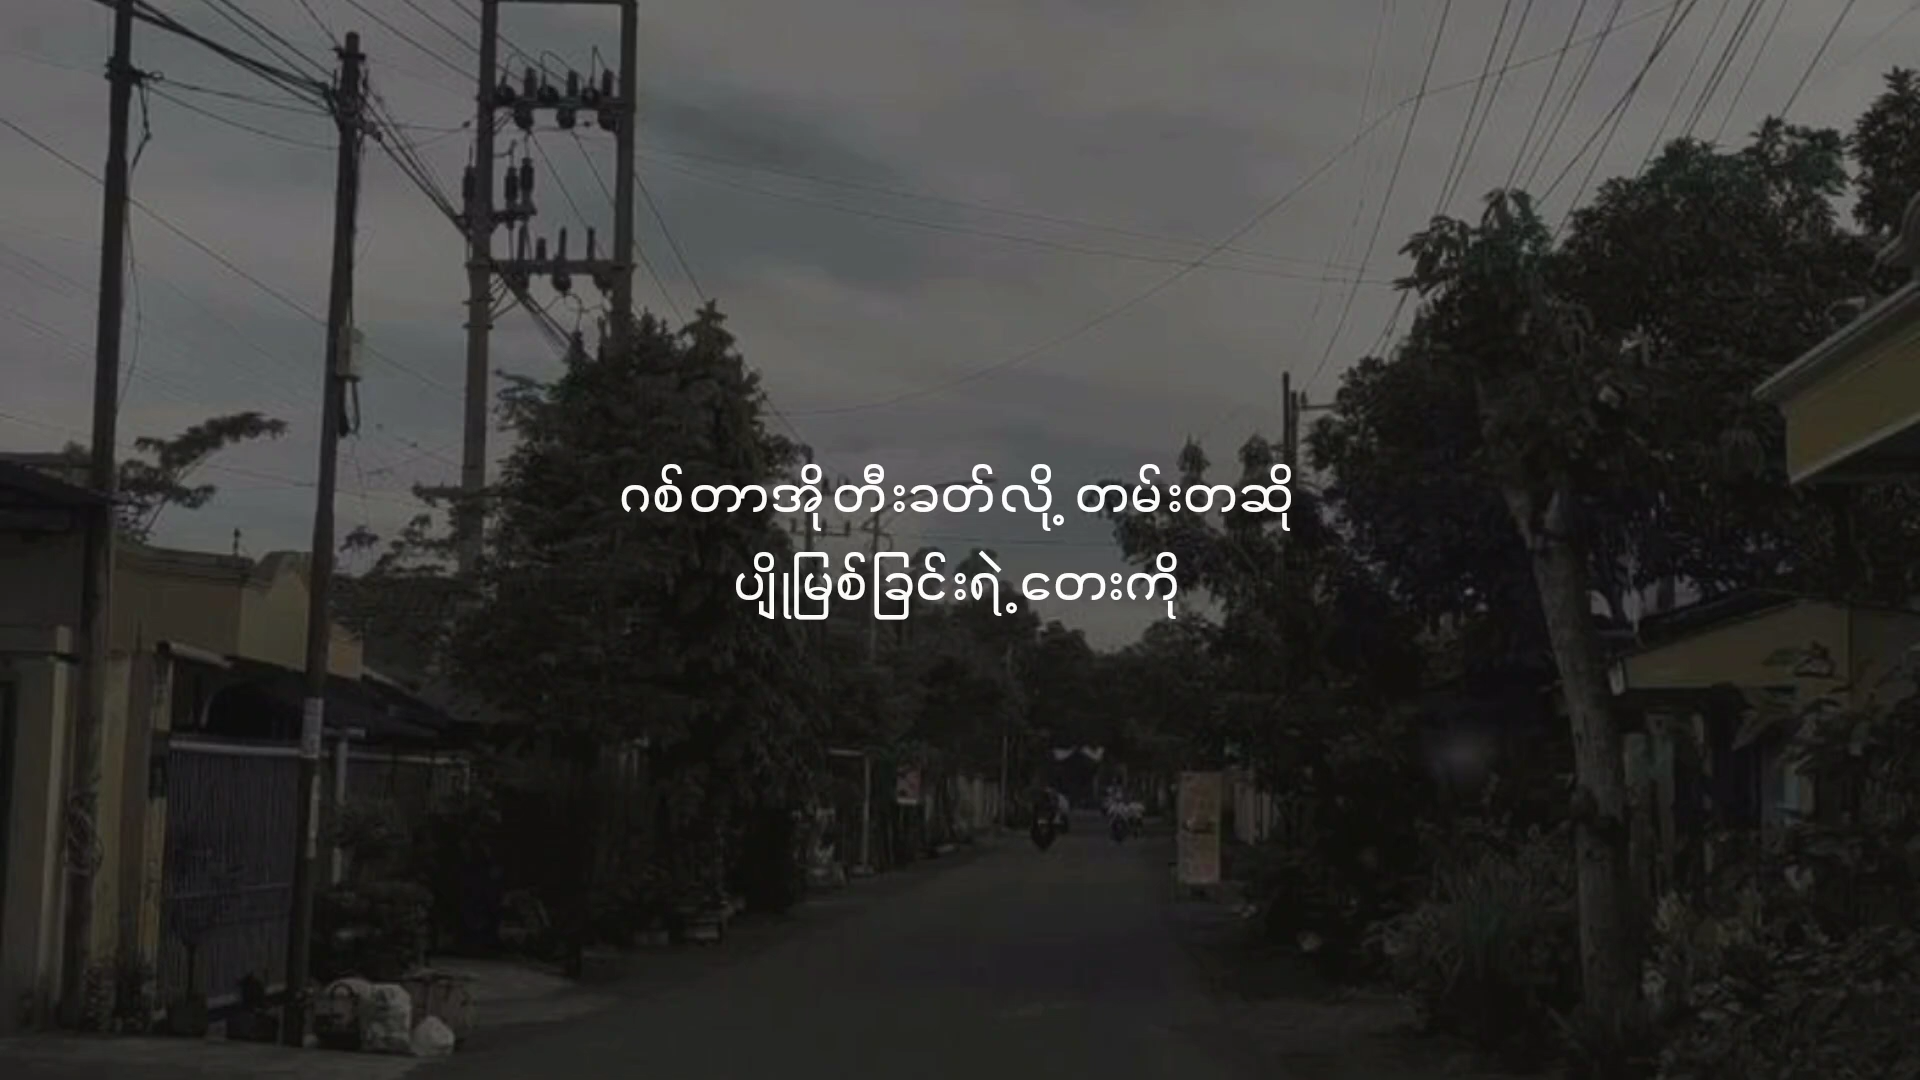 ဂစ်တာအိုတီးခတ်လို့ တမ်းတဆို
ပျိုမြစ်ခြင်းရဲ့တေးကို